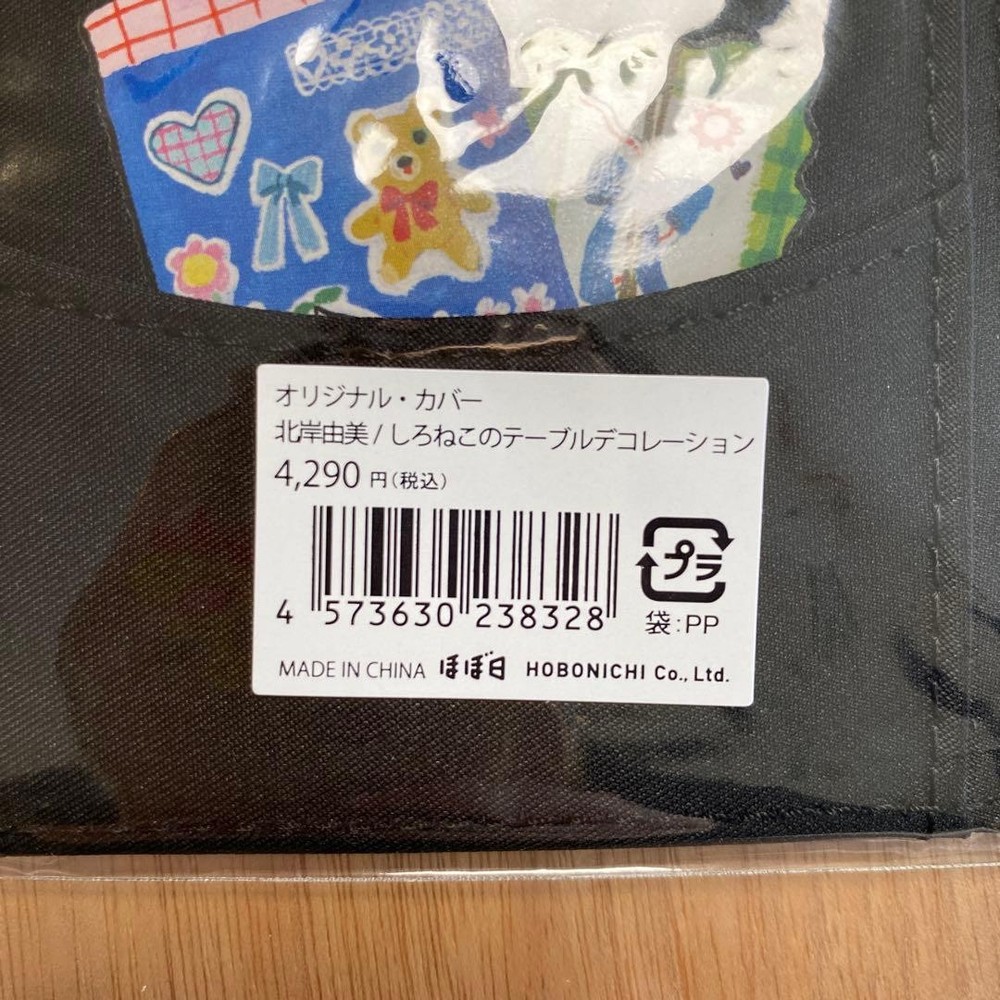 オリジナル・カバー
北岸由美/しろねこのテーブルデコレーション
4,290 円(税込)
4 573630 238328
プラ
袋:PP
MADE IN CHINA ほぼ日 HOBONICHI Co., Ltd.